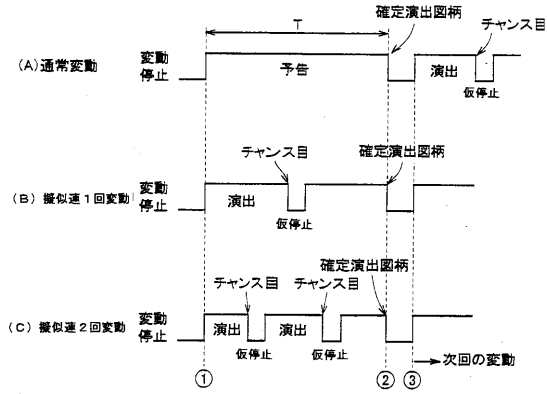 T
確定演出図柄
チャンス目
(A)通常変動
変動
停止
予告
演出
仮停止
チャンス目
確定演出図柄
(B) 擬似連1回変動
変動
停止
演出
仮停止
確定演出図柄
チャンス目
チャンス目
(C) 擬似連2回変動
変動
停止
演出
演出
仮停止
仮停止
次回の変動
①
②
③